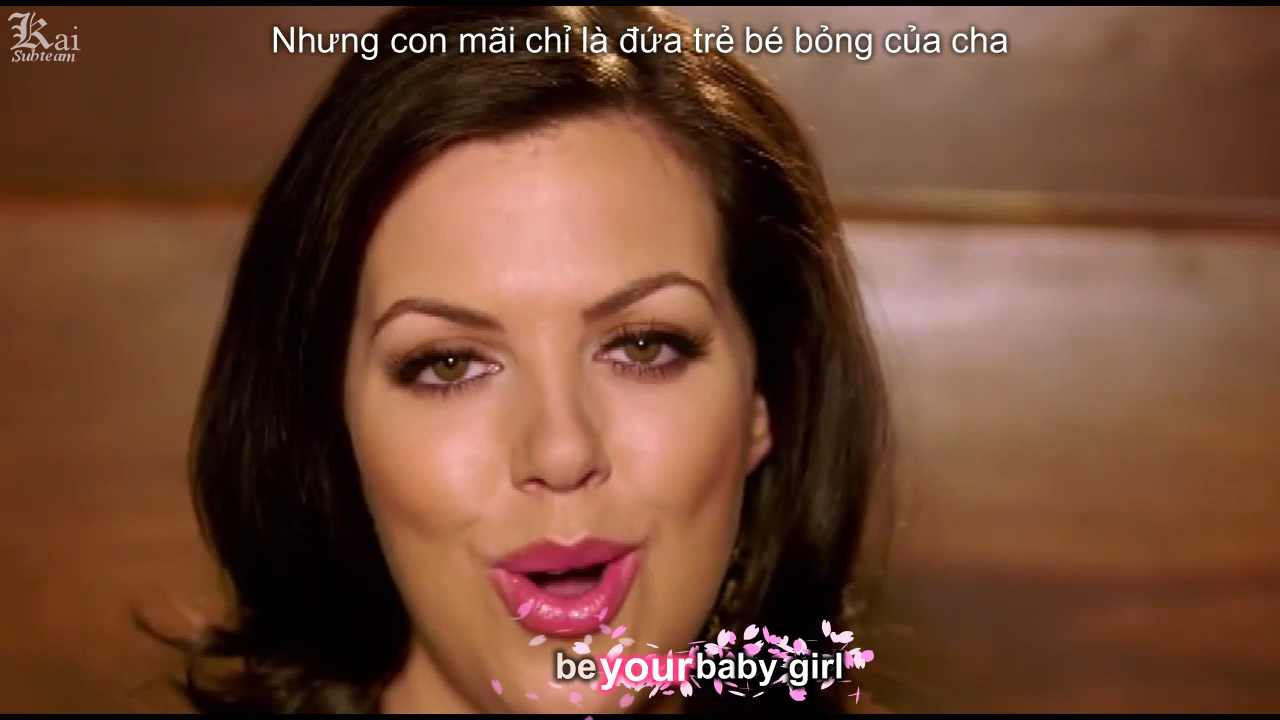 Kai
Subteam
Nhưng con mãi chỉ là đứa trẻ bé bỏng của cha
be your baby girl